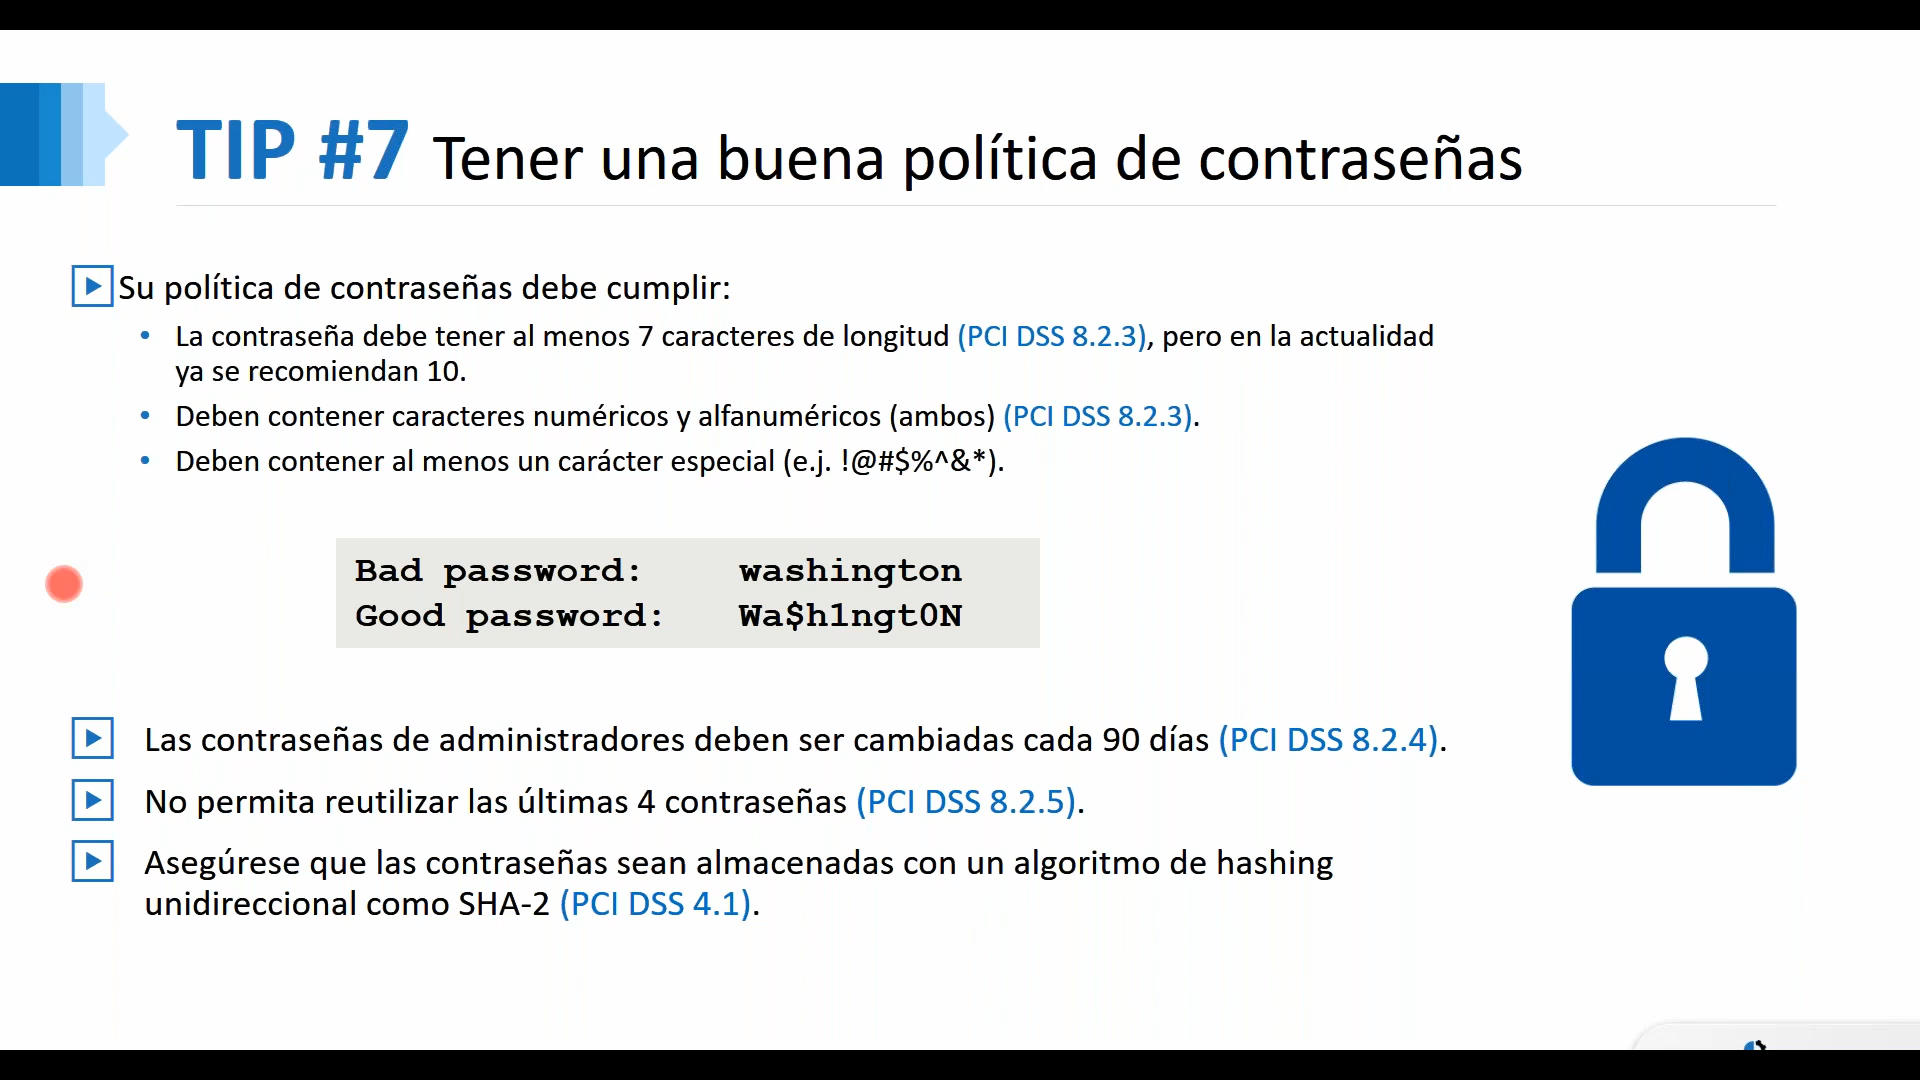 TIP #7 Tener una buena política de contraseñas
Su política de contraseñas debe cumplir:
• La contraseña debe tener al menos 7 caracteres de longitud (PCI DSS 8.2.3), pero en la actualidad
ya se recomiendan 10.
• Deben contener caracteres numéricos y alfanuméricos (ambos) (PCI DSS 8.2.3).
• Deben contener al menos un carácter especial (e.j. !@#$%^&*).
Bad password: washington
Good password: Wa$h1ngt0N
Las contraseñas de administradores deben ser cambiadas cada 90 días (PCI DSS 8.2.4).
No permita reutilizar las últimas 4 contraseñas (PCI DSS 8.2.5).
Asegúrese que las contraseñas sean almacenadas con un algoritmo de hashing
unidireccional como SHA-2 (PCI DSS 4.1).